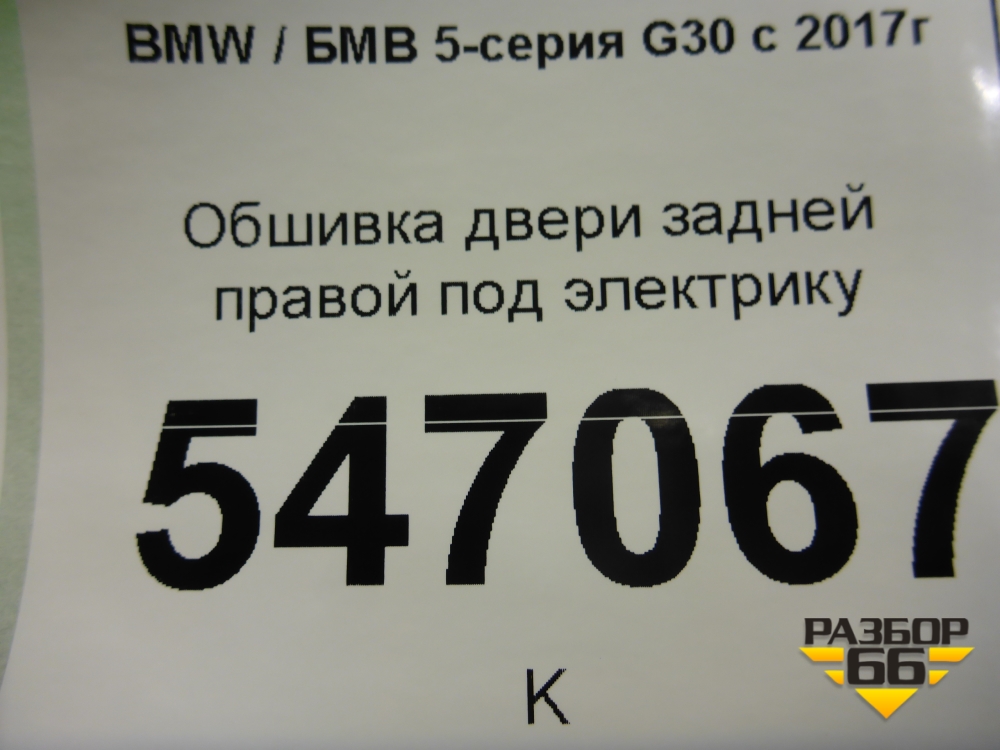 BMW / БМВ 5-серия G30 с 2017г
Обшивка двери задней
правой под электрику
547067
К
РАЗБОР
66